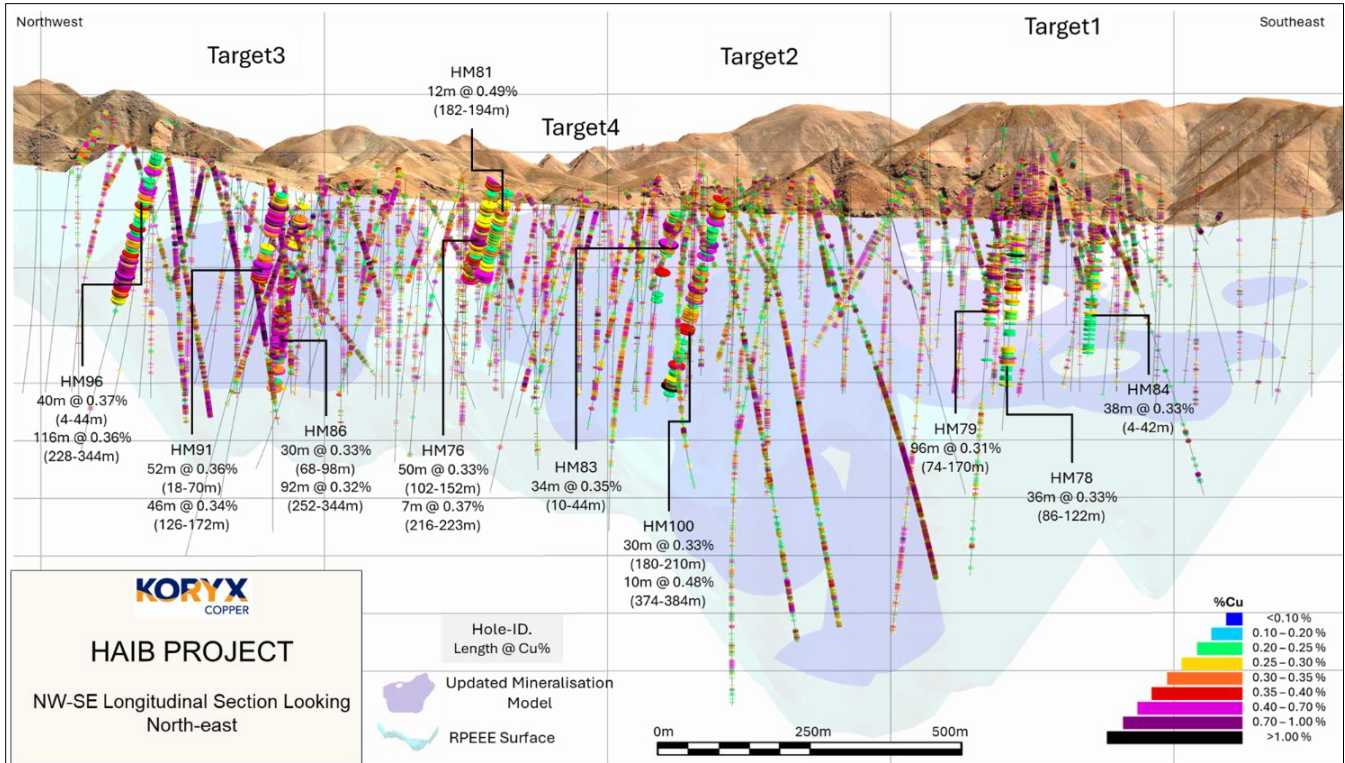 Northwest
Southeast
Target1
Target3
Target2
HM81
12m @ 0.49%
(182-194m)
Target4
HM96
40m @ 0.37%
(4-44m)
116m @ 0.36%
(228-344m)
HM91
52m @ 0.36%
(18-70m)
46m @ 0.34%
(126-172m)
HM86
30m @ 0.33%
(68-98m)
92m @ 0.32%
(252-344m)
HM76
50m @ 0.33%
(102-152m)
7m @ 0.37%
(216-223m)
HM83
34m @ 0.35%
(10-44m)
HM100
30m @ 0.33%
(180-210m)
10m @ 0.48%
(374-384m)
HM79
96m @ 0.31%
(74-170m)
HM78
36m @ 0.33%
(86-122m)
HM84
38m @ 0.33%
(4-42m)
KORYX
COPPER
HAIB PROJECT
NW-SE Longitudinal Section Looking
North-east
Hole-ID.
Length @ Cu%
Updated Mineralisation
Model
RPEEE Surface
0m 250m 500m
%Cu
<0.10 %
0.10 – 0.20 %
0.20 – 0.25 %
0.25 – 0.30 %
0.30 – 0.35 %
0.35 – 0.40 %
0.40 – 0.70 %
0.70 – 1.00 %
>1.00 %